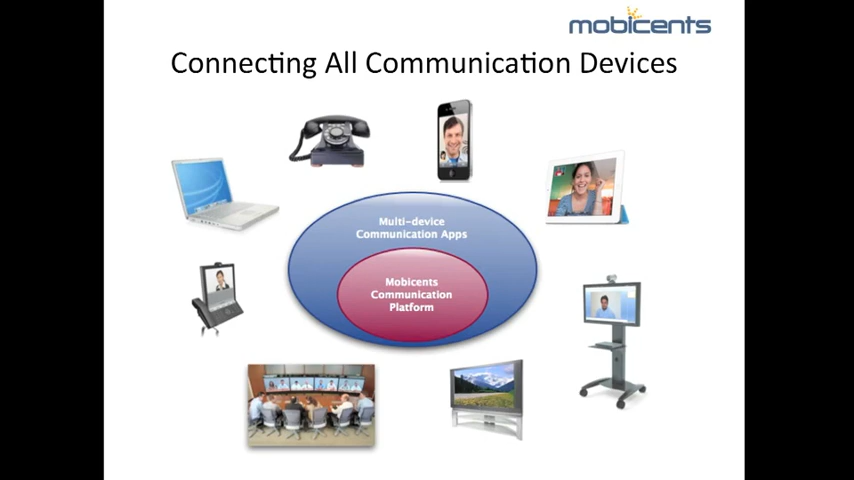 mobicents
Connecting All Communication Devices
Multi-device
Communication Apps
Mobicents
Communication
Platform